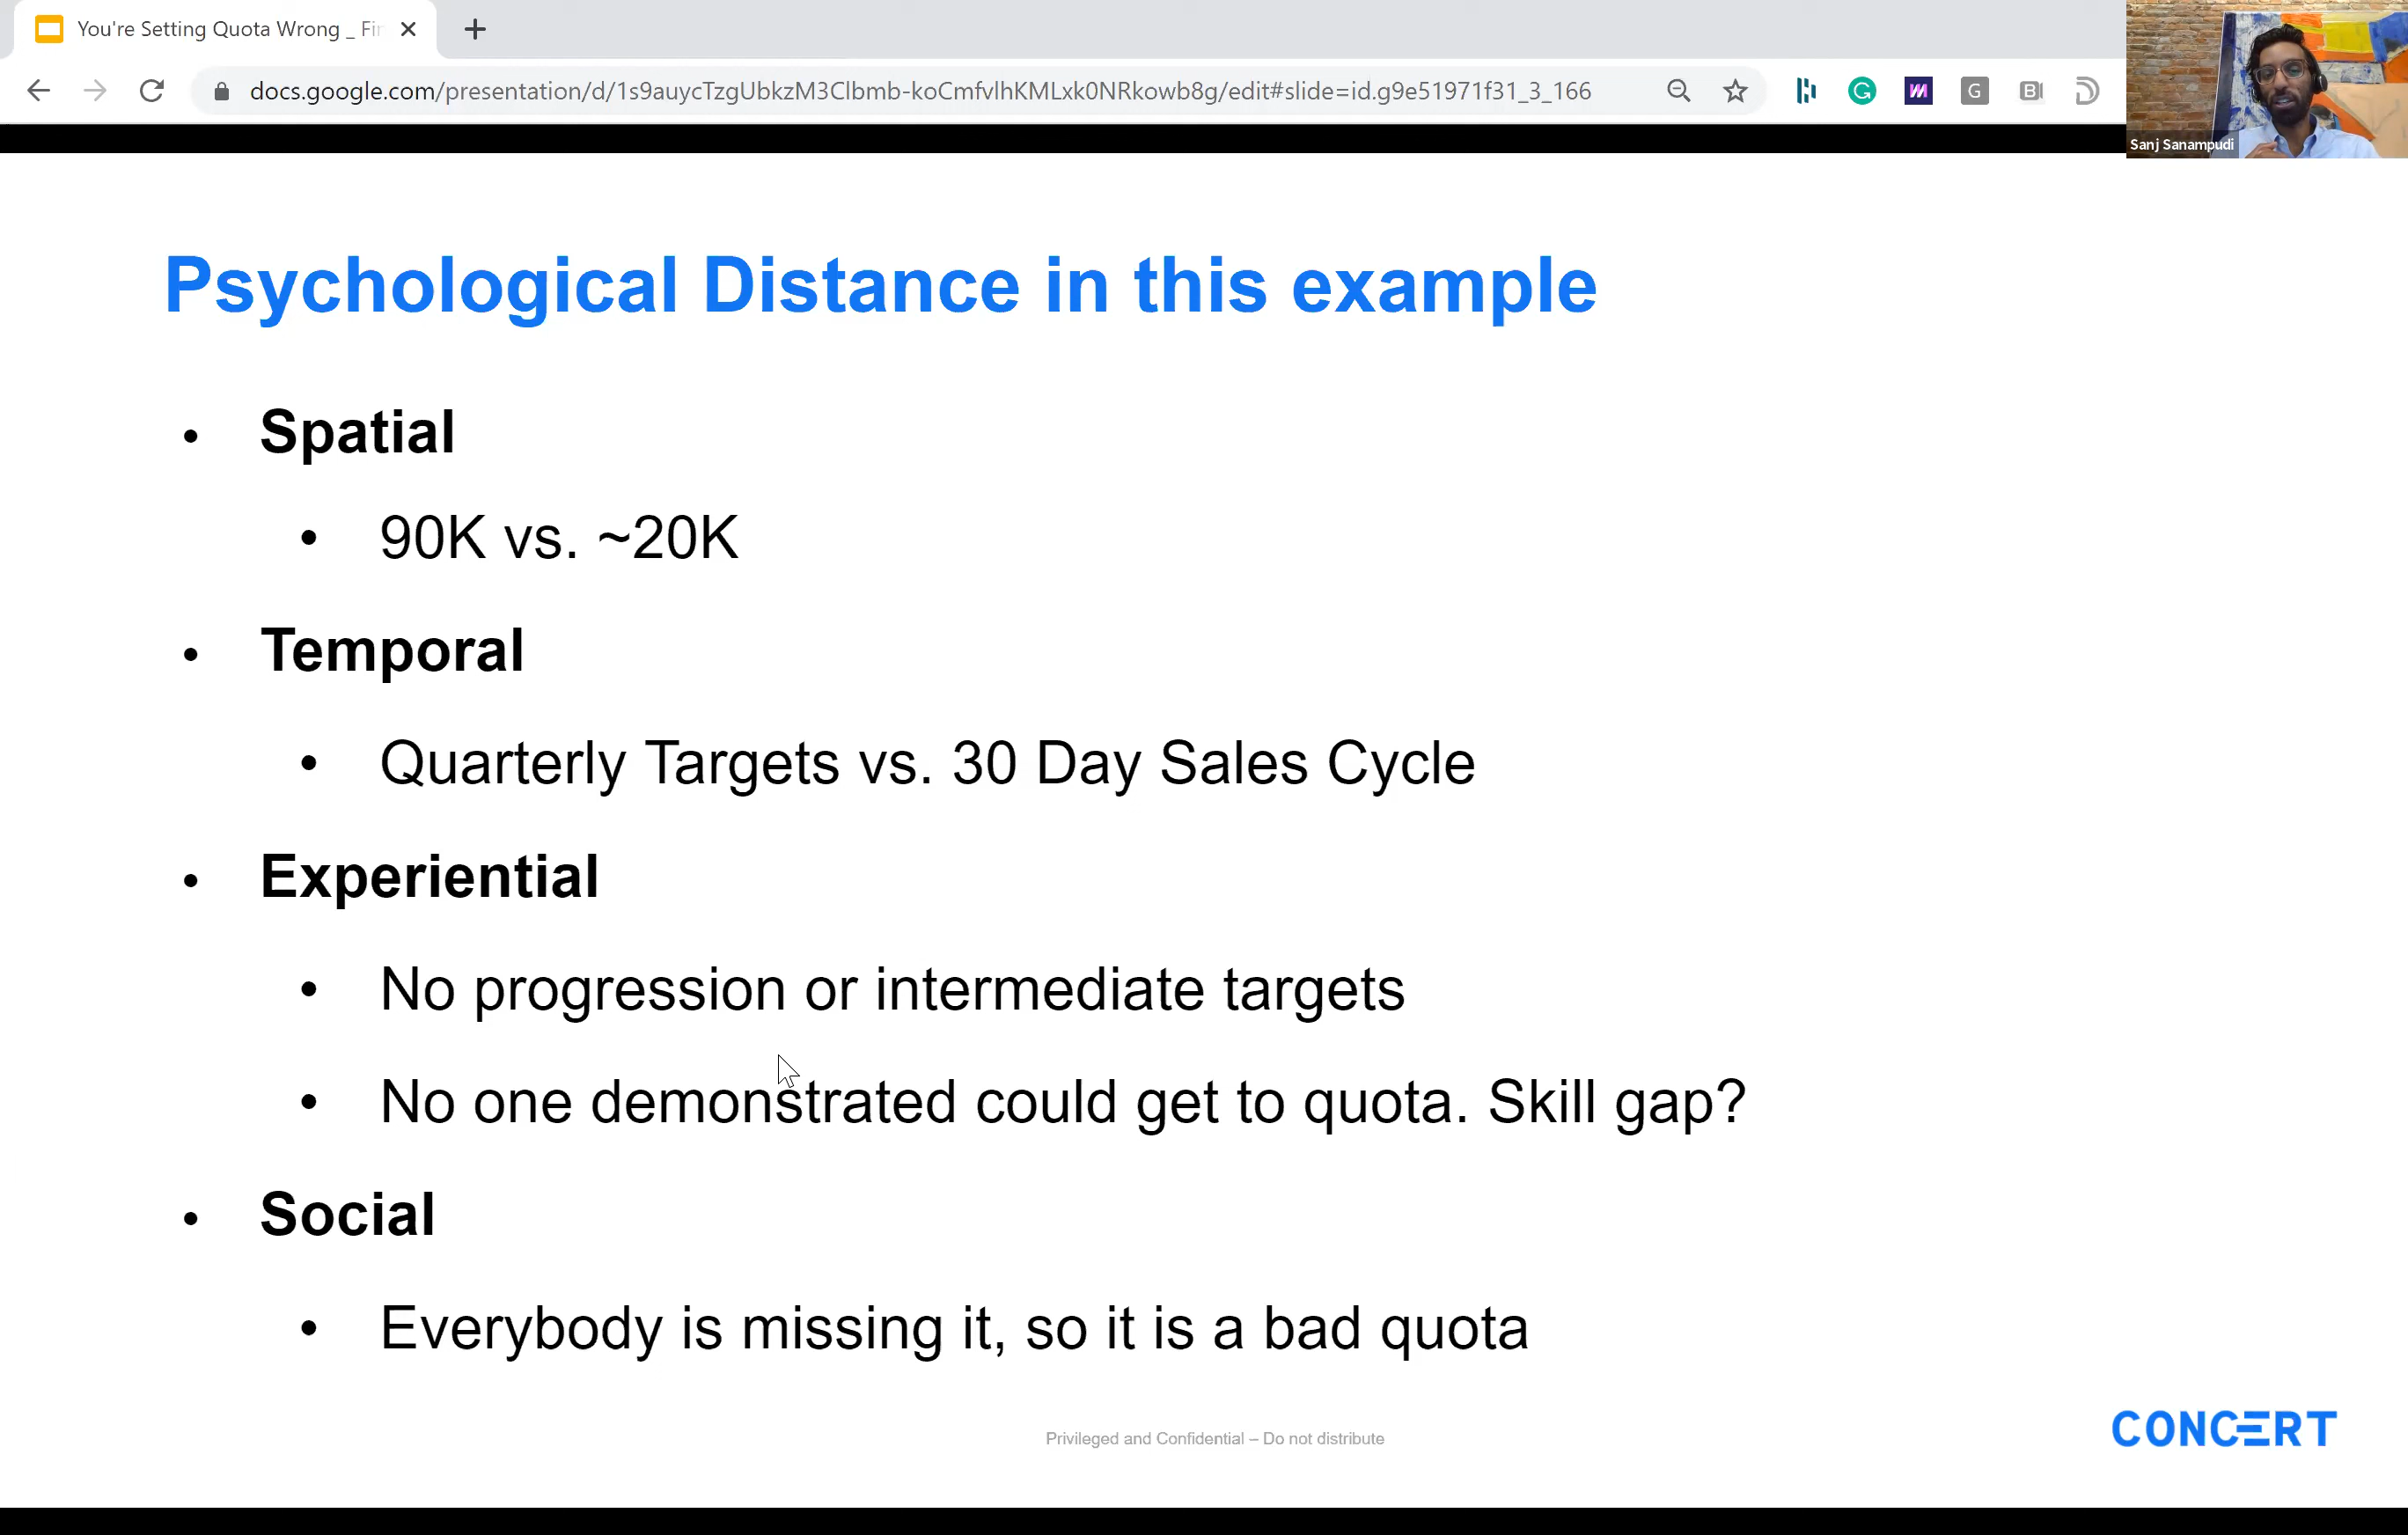 You're Setting Quota Wrong _ Fir
docs.google.com/presentation/d/1s9auycTzgUbkzM3Clbmb-koCmfvlhKMLxk0NRkowb8g/edit#slide=id.g9e51971f31_3_166
Sanj Sanampudi
Psychological Distance in this example
• Spatial
• 90K vs. ~20K
• Temporal
• Quarterly Targets vs. 30 Day Sales Cycle
• Experiential
• No progression or intermediate targets
• No one demonstrated could get to quota. Skill gap?
• Social
• Everybody is missing it, so it is a bad quota
Privileged and Confidential – Do not distribute
CONCERT